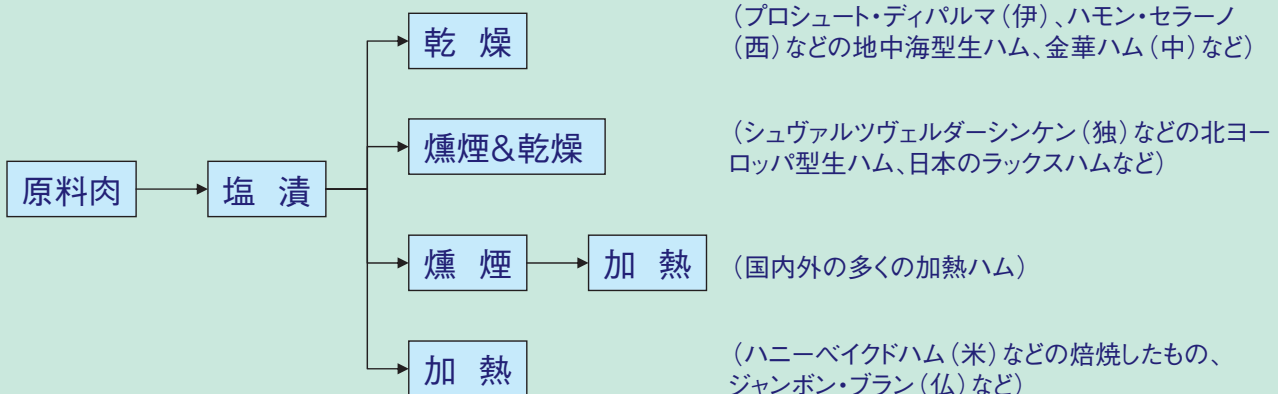 乾 燥
(プロシュート・ディパルマ(伊)、ハモン・セラーノ
(西)などの地中海型生ハム、金華ハム(中)など)
燻煙&乾燥
(シュヴァルツヴェルダーシンケン(独)などの北ヨー
ロッパ型生ハム、日本のラックスハムなど)
原料肉
塩 漬
燻 煙
加 熱
(国内外の多くの加熱ハム)
加 熱
(ハニーベイクドハム(米)などの焙焼したもの、
ジャンボン・ブラン(仏)など)